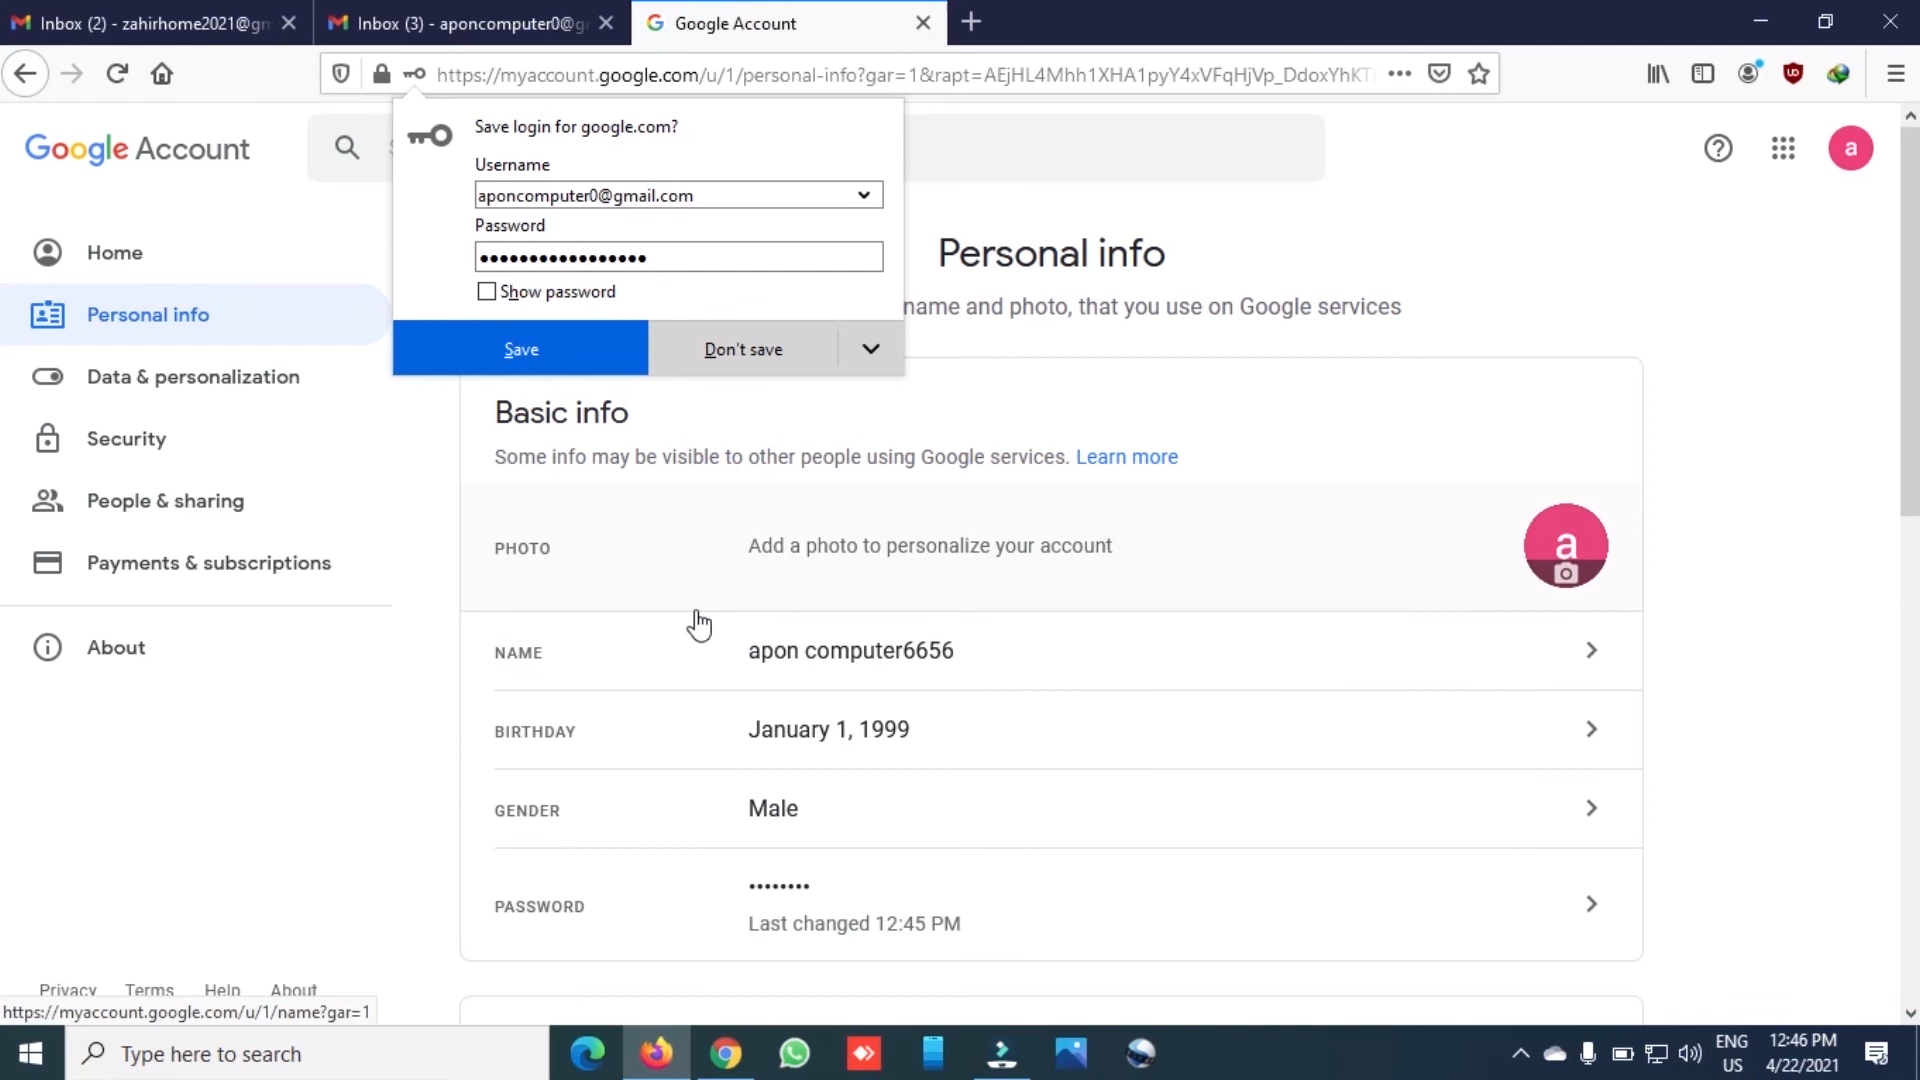 Inbox (2) - zahirhome2021@gm
Inbox (3) - aponcomputer0@g
Google Account
https://myaccount.google.com/u/1/personal-info?gar=1&rapt=AEjHL4Mhh1XHA1pyY4xVFqHjVp_DdoxYhKT
Google Account
a
Save login for google.com?
Username
aponcomputer0@gmail.com
Password
•••••••••••••••••
Show password
Save
Don't save
Home
Personal info
Data & personalization
Security
People & sharing
Payments & subscriptions
About
Personal info
name and photo, that you use on Google services
Basic info
Some info may be visible to other people using Google services. Learn more
PHOTO
Add a photo to personalize your account
a
NAME
apon computer6656
BIRTHDAY
January 1, 1999
GENDER
Male
PASSWORD
••••••••
Last changed 12:45 PM
Privacy Terms Help About
https://myaccount.google.com/u/1/name?gar=1
Type here to search
ENG
US
12:46 PM
4/22/2021